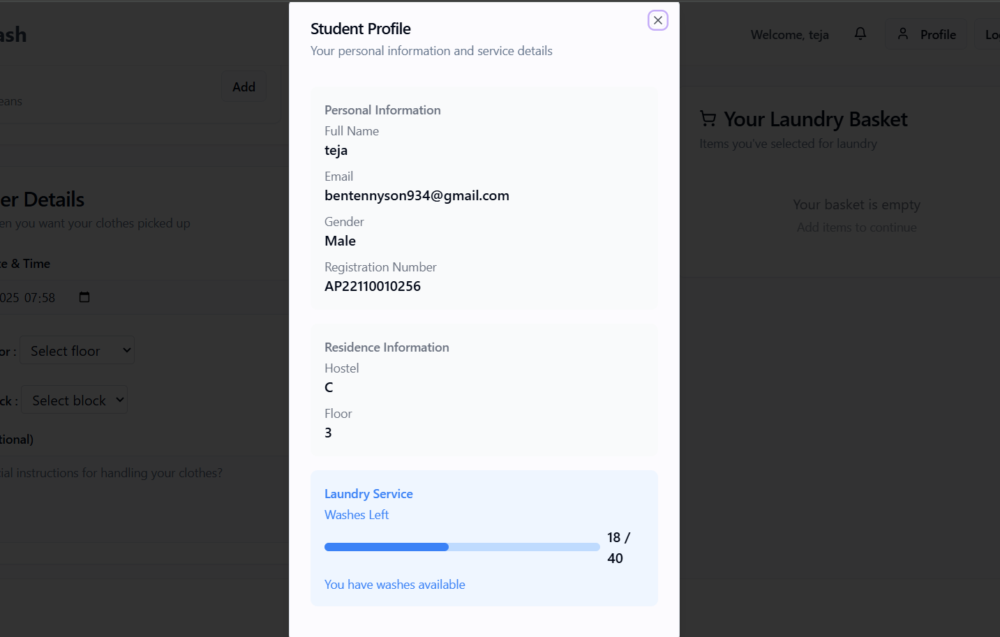 ash
Welcome, teja
Profile
Lo
Add
eans
er Details
en you want your clothes picked up
te & Time
025 07:58
or :
Select floor
ck :
Select block
tional)
cial instructions for handling your clothes?
Student Profile
Your personal information and service details
Personal Information
Full Name
teja
Email
bentennyson934@gmail.com
Gender
Male
Registration Number
AP22110010256
Residence Information
Hostel
C
Floor
3
Laundry Service
Washes Left
18 /
40
You have washes available
Your Laundry Basket
Items you've selected for laundry
Your basket is empty
Add items to continue